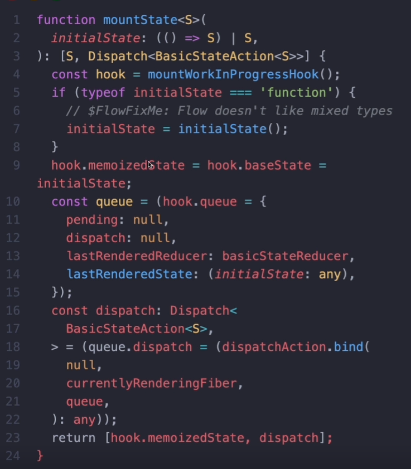 1 function mountState<S>(
2   initialState: (() => S) | S,
3 ): [S, Dispatch<BasicStateAction<S>>] {
4   const hook = mountWorkInProgressHook();
5   if (typeof initialState === 'function') {
6     // $FlowFixMe: Flow doesn't like mixed types
7     initialState = initialState();
8   }
9   hook.memoizedState = hook.baseState =
initialState;
10   const queue = (hook.queue = {
11     pending: null,
12     dispatch: null,
13     lastRenderedReducer: basicStateReducer,
14     lastRenderedState: (initialState: any),
15   });
16   const dispatch: Dispatch<
17     BasicStateAction<S>,
18   > = (queue.dispatch = (dispatchAction.bind(
19     null,
20     currentlyRenderingFiber,
21     queue,
22   ): any));
23   return [hook.memoizedState, dispatch];
24 }